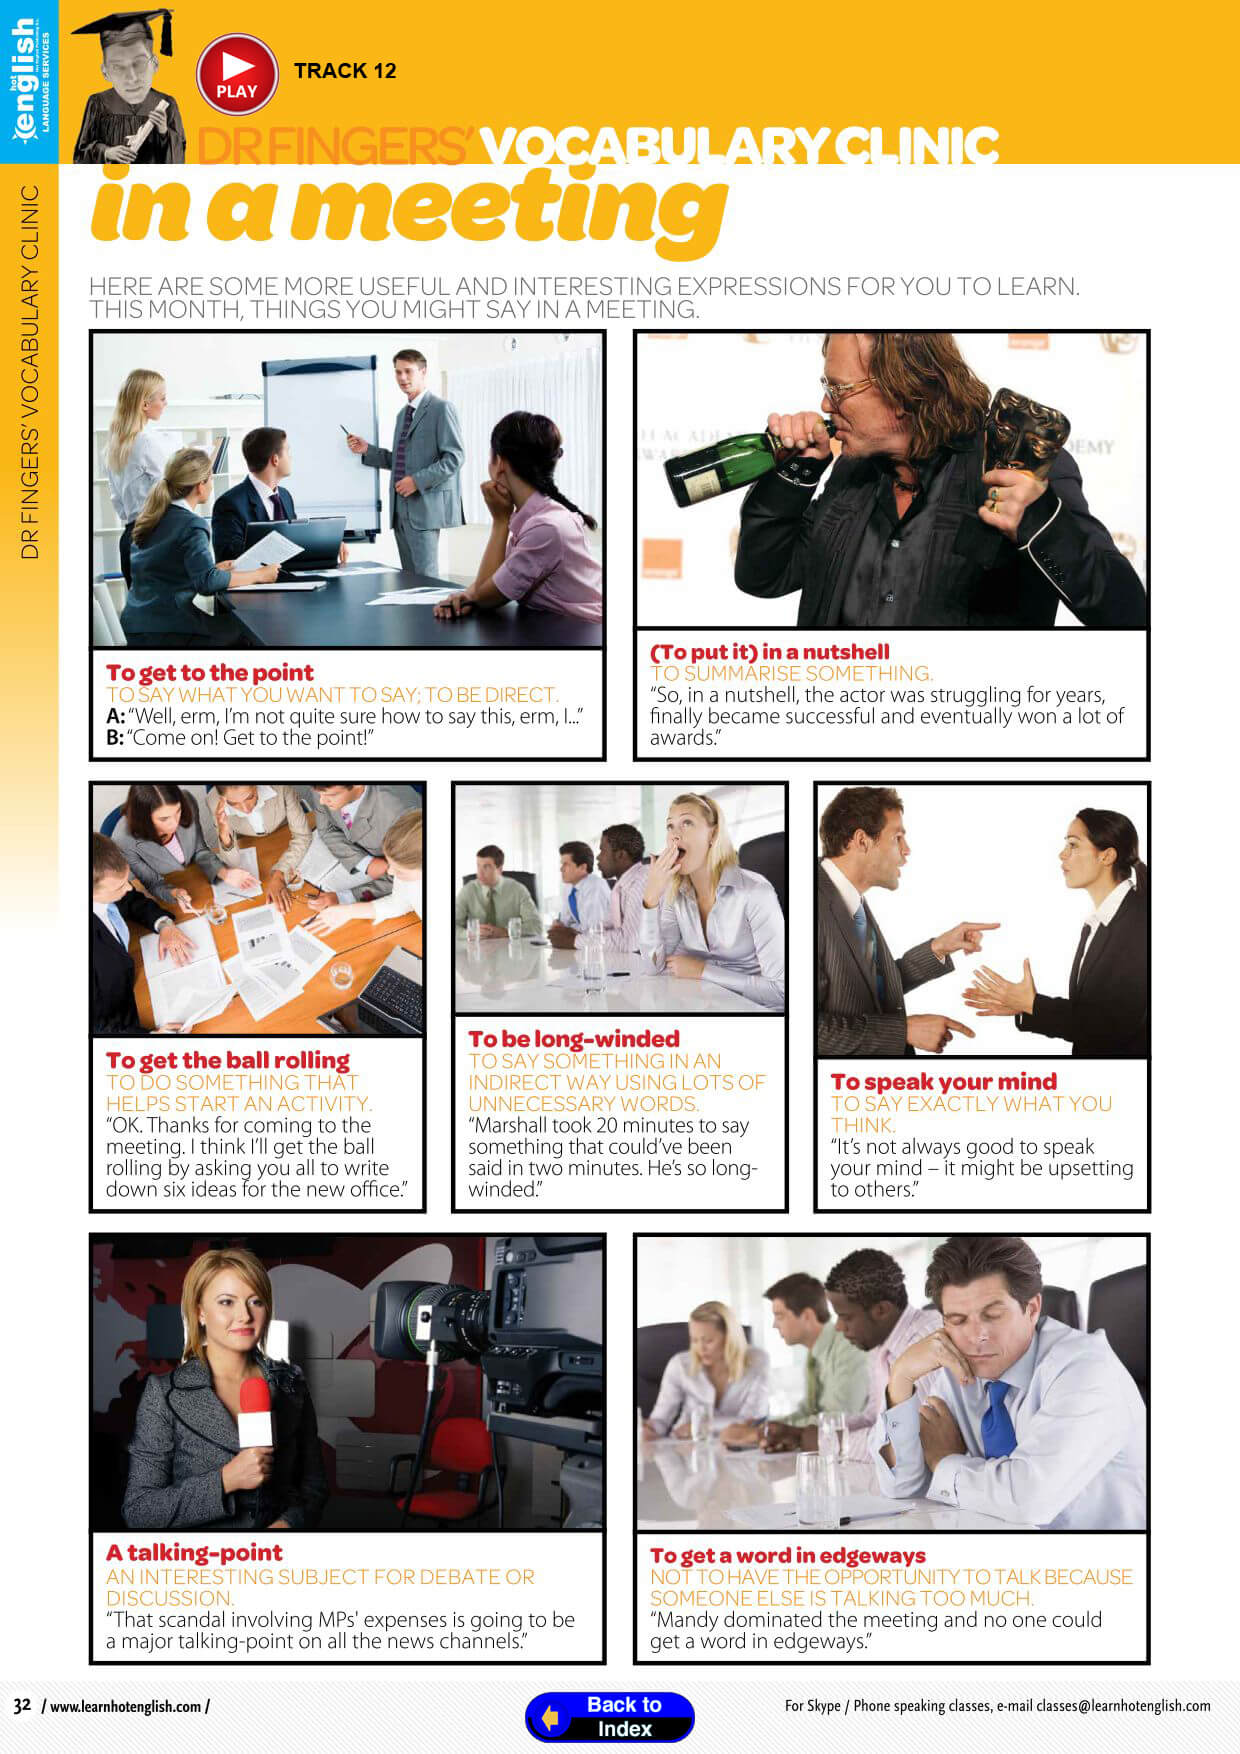 hot
english
LANGUAGE SERVICES
PLAY
TRACK 12
DR FINGERS' VOCABULARY CLINIC
in a meeting
DR FINGERS' VOCABULARY CLINIC
HERE ARE SOME MORE USEFUL AND INTERESTING EXPRESSIONS FOR YOU TO LEARN.
THIS MONTH, THINGS YOU MIGHT SAY IN A MEETING.
To get to the point
TO SAY WHAT YOU WANT TO SAY; TO BE DIRECT.
A: “Well, erm, I’m not quite sure how to say this, erm, I...”
B: “Come on! Get to the point!”
orange
DEMY
orange
(To put it) in a nutshell
TO SUMMARISE SOMETHING.
“So, in a nutshell, the actor was struggling for years,
finally became successful and eventually won a lot of
awards.”
To get the ball rolling
TO DO SOMETHING THAT
HELPS START AN ACTIVITY.
“OK. Thanks for coming to the
meeting. I think I’ll get the ball
rolling by asking you all to write
down six ideas for the new office.”
To be long-winded
TO SAY SOMETHING IN AN
INDIRECT WAY USING LOTS OF
UNNECESSARY WORDS.
“Marshall took 20 minutes to say
something that could’ve been
said in two minutes. He’s so long-
winded.”
To speak your mind
TO SAY EXACTLY WHAT YOU
THINK.
“It’s not always good to speak
your mind – it might be upsetting
to others.”
A talking-point
AN INTERESTING SUBJECT FOR DEBATE OR
DISCUSSION.
“That scandal involving MPs' expenses is going to be
a major talking-point on all the news channels.”
To get a word in edgeways
NOT TO HAVE THE OPPORTUNITY TO TALK BECAUSE
SOMEONE ELSE IS TALKING TOO MUCH.
“Mandy dominated the meeting and no one could
get a word in edgeways.”
32 / www.learnhotenglish.com /
Back to
Index
For Skype / Phone speaking classes, e-mail classes@learnhotenglish.com